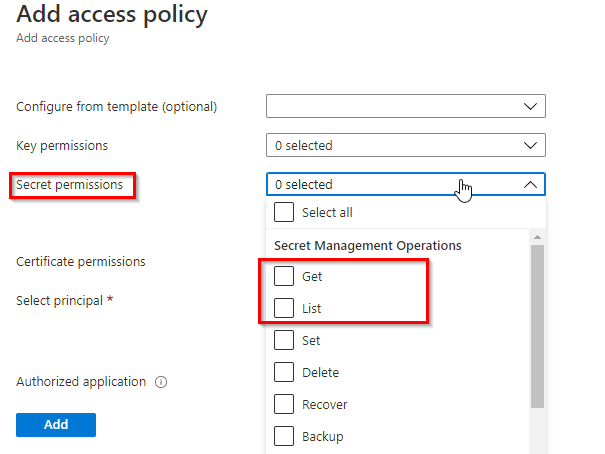 Add access policy
Add access policy
Configure from template (optional)
Key permissions
0 selected
Secret permissions
0 selected
Select all
Secret Management Operations
Certificate permissions
Get
Select principal *
List
Set
Delete
Authorized application
Recover
Add
Backup